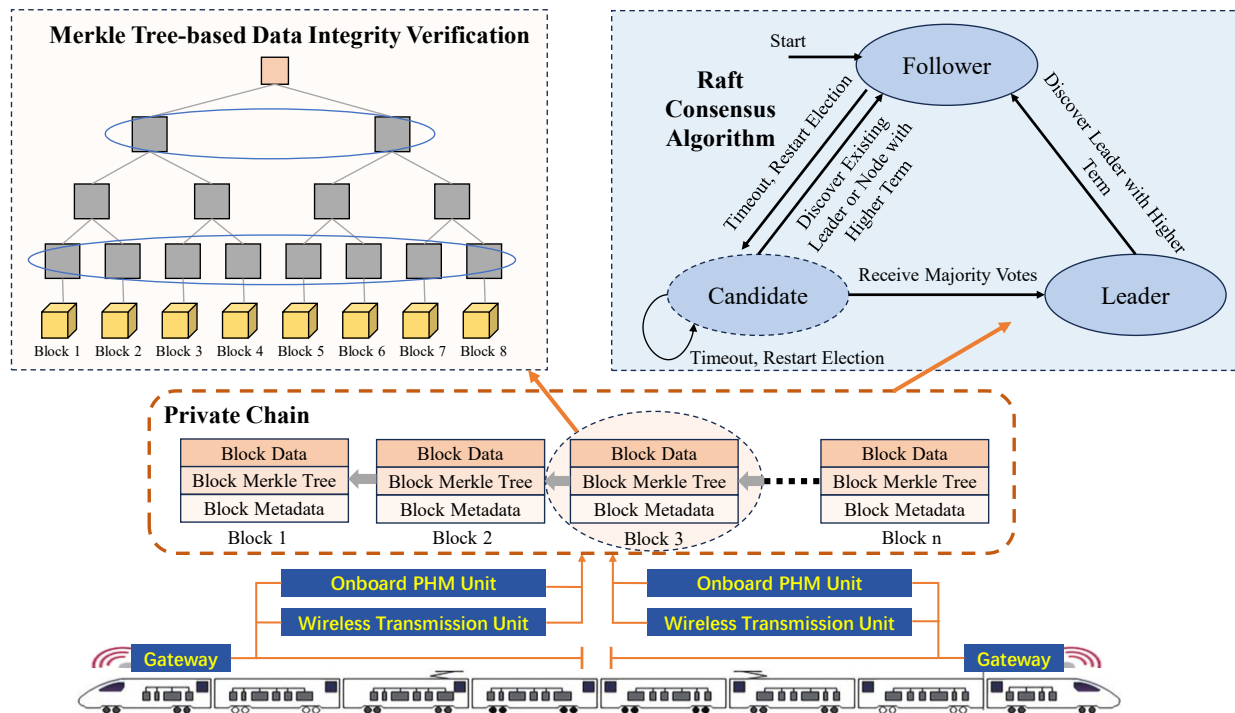 Merkle Tree-based Data Integrity Verification
Block 1
Block 2
Block 3
Block 4
Block 5
Block 6
Block 7
Block 8
Raft
Consensus
Algorithm
Start
Follower
Timeout, Restart Election
Discover Existing
Leader or Node with
Higher Term
Discover Leader with Higher
Term
Candidate
Receive Majority Votes
Leader
Timeout, Restart Election
Private Chain
Block Data
Block Merkle Tree
Block Metadata
Block 1
Block Data
Block Merkle Tree
Block Metadata
Block 2
Block Data
Block Merkle Tree
Block Metadata
Block 3
Block Data
Block Merkle Tree
Block Metadata
Block n
Onboard PHM Unit
Wireless Transmission Unit
Gateway
Onboard PHM Unit
Wireless Transmission Unit
Gateway